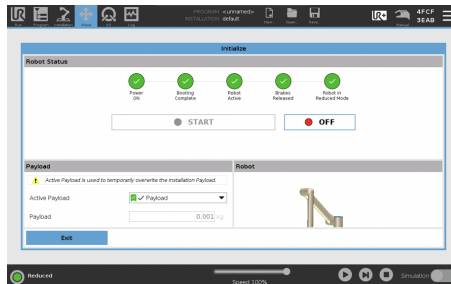 PROGRAM <unnamed>
INSTALLATION default
Run Program Installation Move I/O Log New... Open... Save... Manual
4FCF
3EAB
Initialize
Robot Status
Power
ON
Booting
Complete
Robot
Active
Brakes
Released
Robot in
Reduced Mode
START
OFF
Payload
Robot
Active Payload is used to temporarily overwrite the Installation Payload.
Active Payload
Payload
Payload
0.001 kg
Exit
Reduced
Speed 100%
Simulation